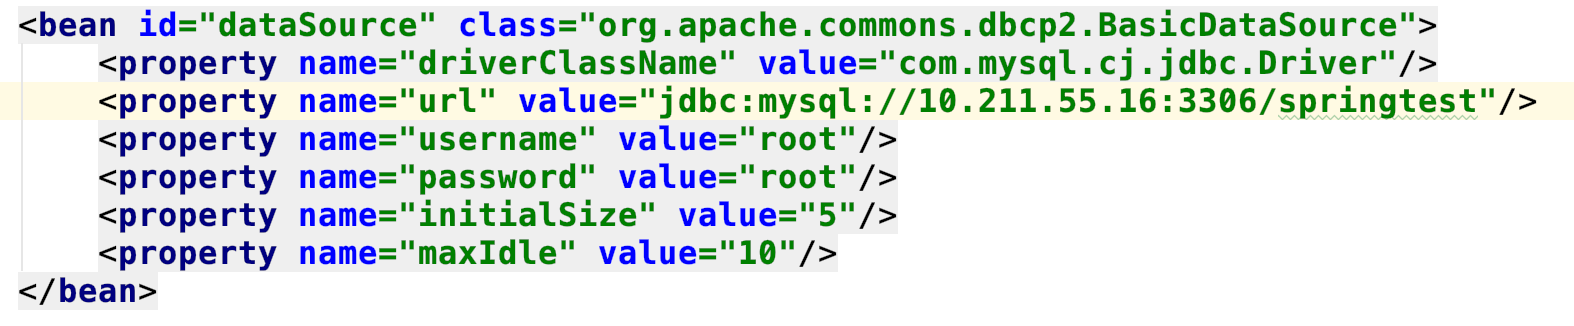 <bean id="dataSource" class="org.apache.commons.dbcp2.BasicDataSource">
    <property name="driverClassName" value="com.mysql.cj.jdbc.Driver"/>
    <property name="url" value="jdbc:mysql://10.211.55.16:3306/springtest"/>
    <property name="username" value="root"/>
    <property name="password" value="root"/>
    <property name="initialSize" value="5"/>
    <property name="maxIdle" value="10"/>
</bean>